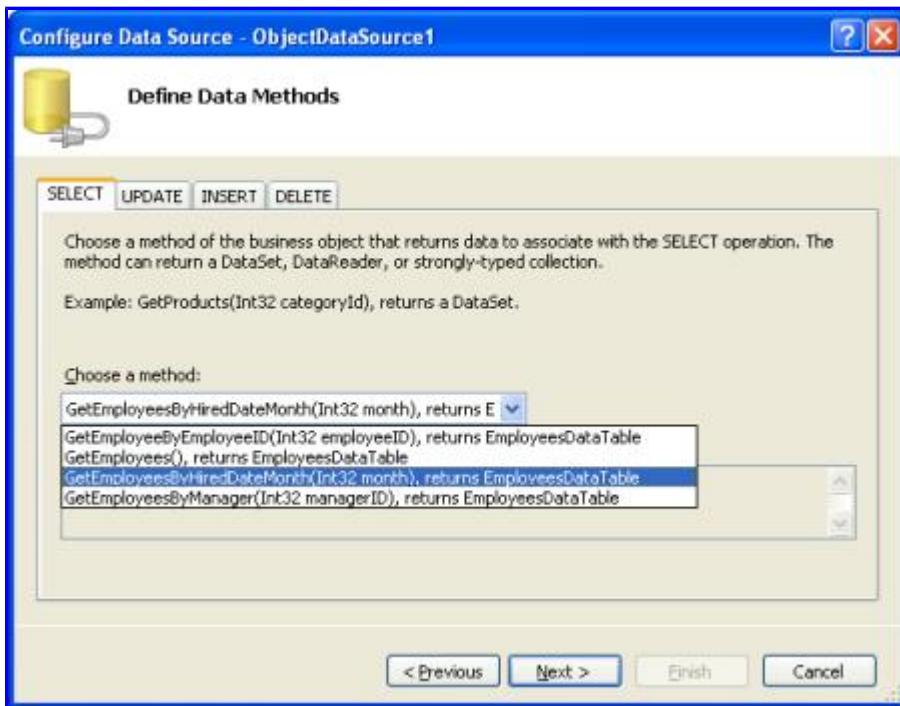 Configure Data Source - ObjectDataSource1
Define Data Methods
SELECT UPDATE INSERT DELETE
Choose a method of the business object that returns data to associate with the SELECT operation. The
method can return a DataSet, DataReader, or strongly-typed collection.
Example: GetProducts(Int32 categoryId), returns a DataSet.
Choose a method:
GetEmployeesByHiredDateMonth(Int32 month), returns E
GetEmployeeByEmployeeID(Int32 employeeID), returns EmployeesDataTable
GetEmployees(), returns EmployeesDataTable
GetEmployeesByHiredDateMonth(Int32 month), returns EmployeesDataTable
GetEmployeesByManager(Int32 managerID), returns EmployeesDataTable
< Previous Next > Finish Cancel